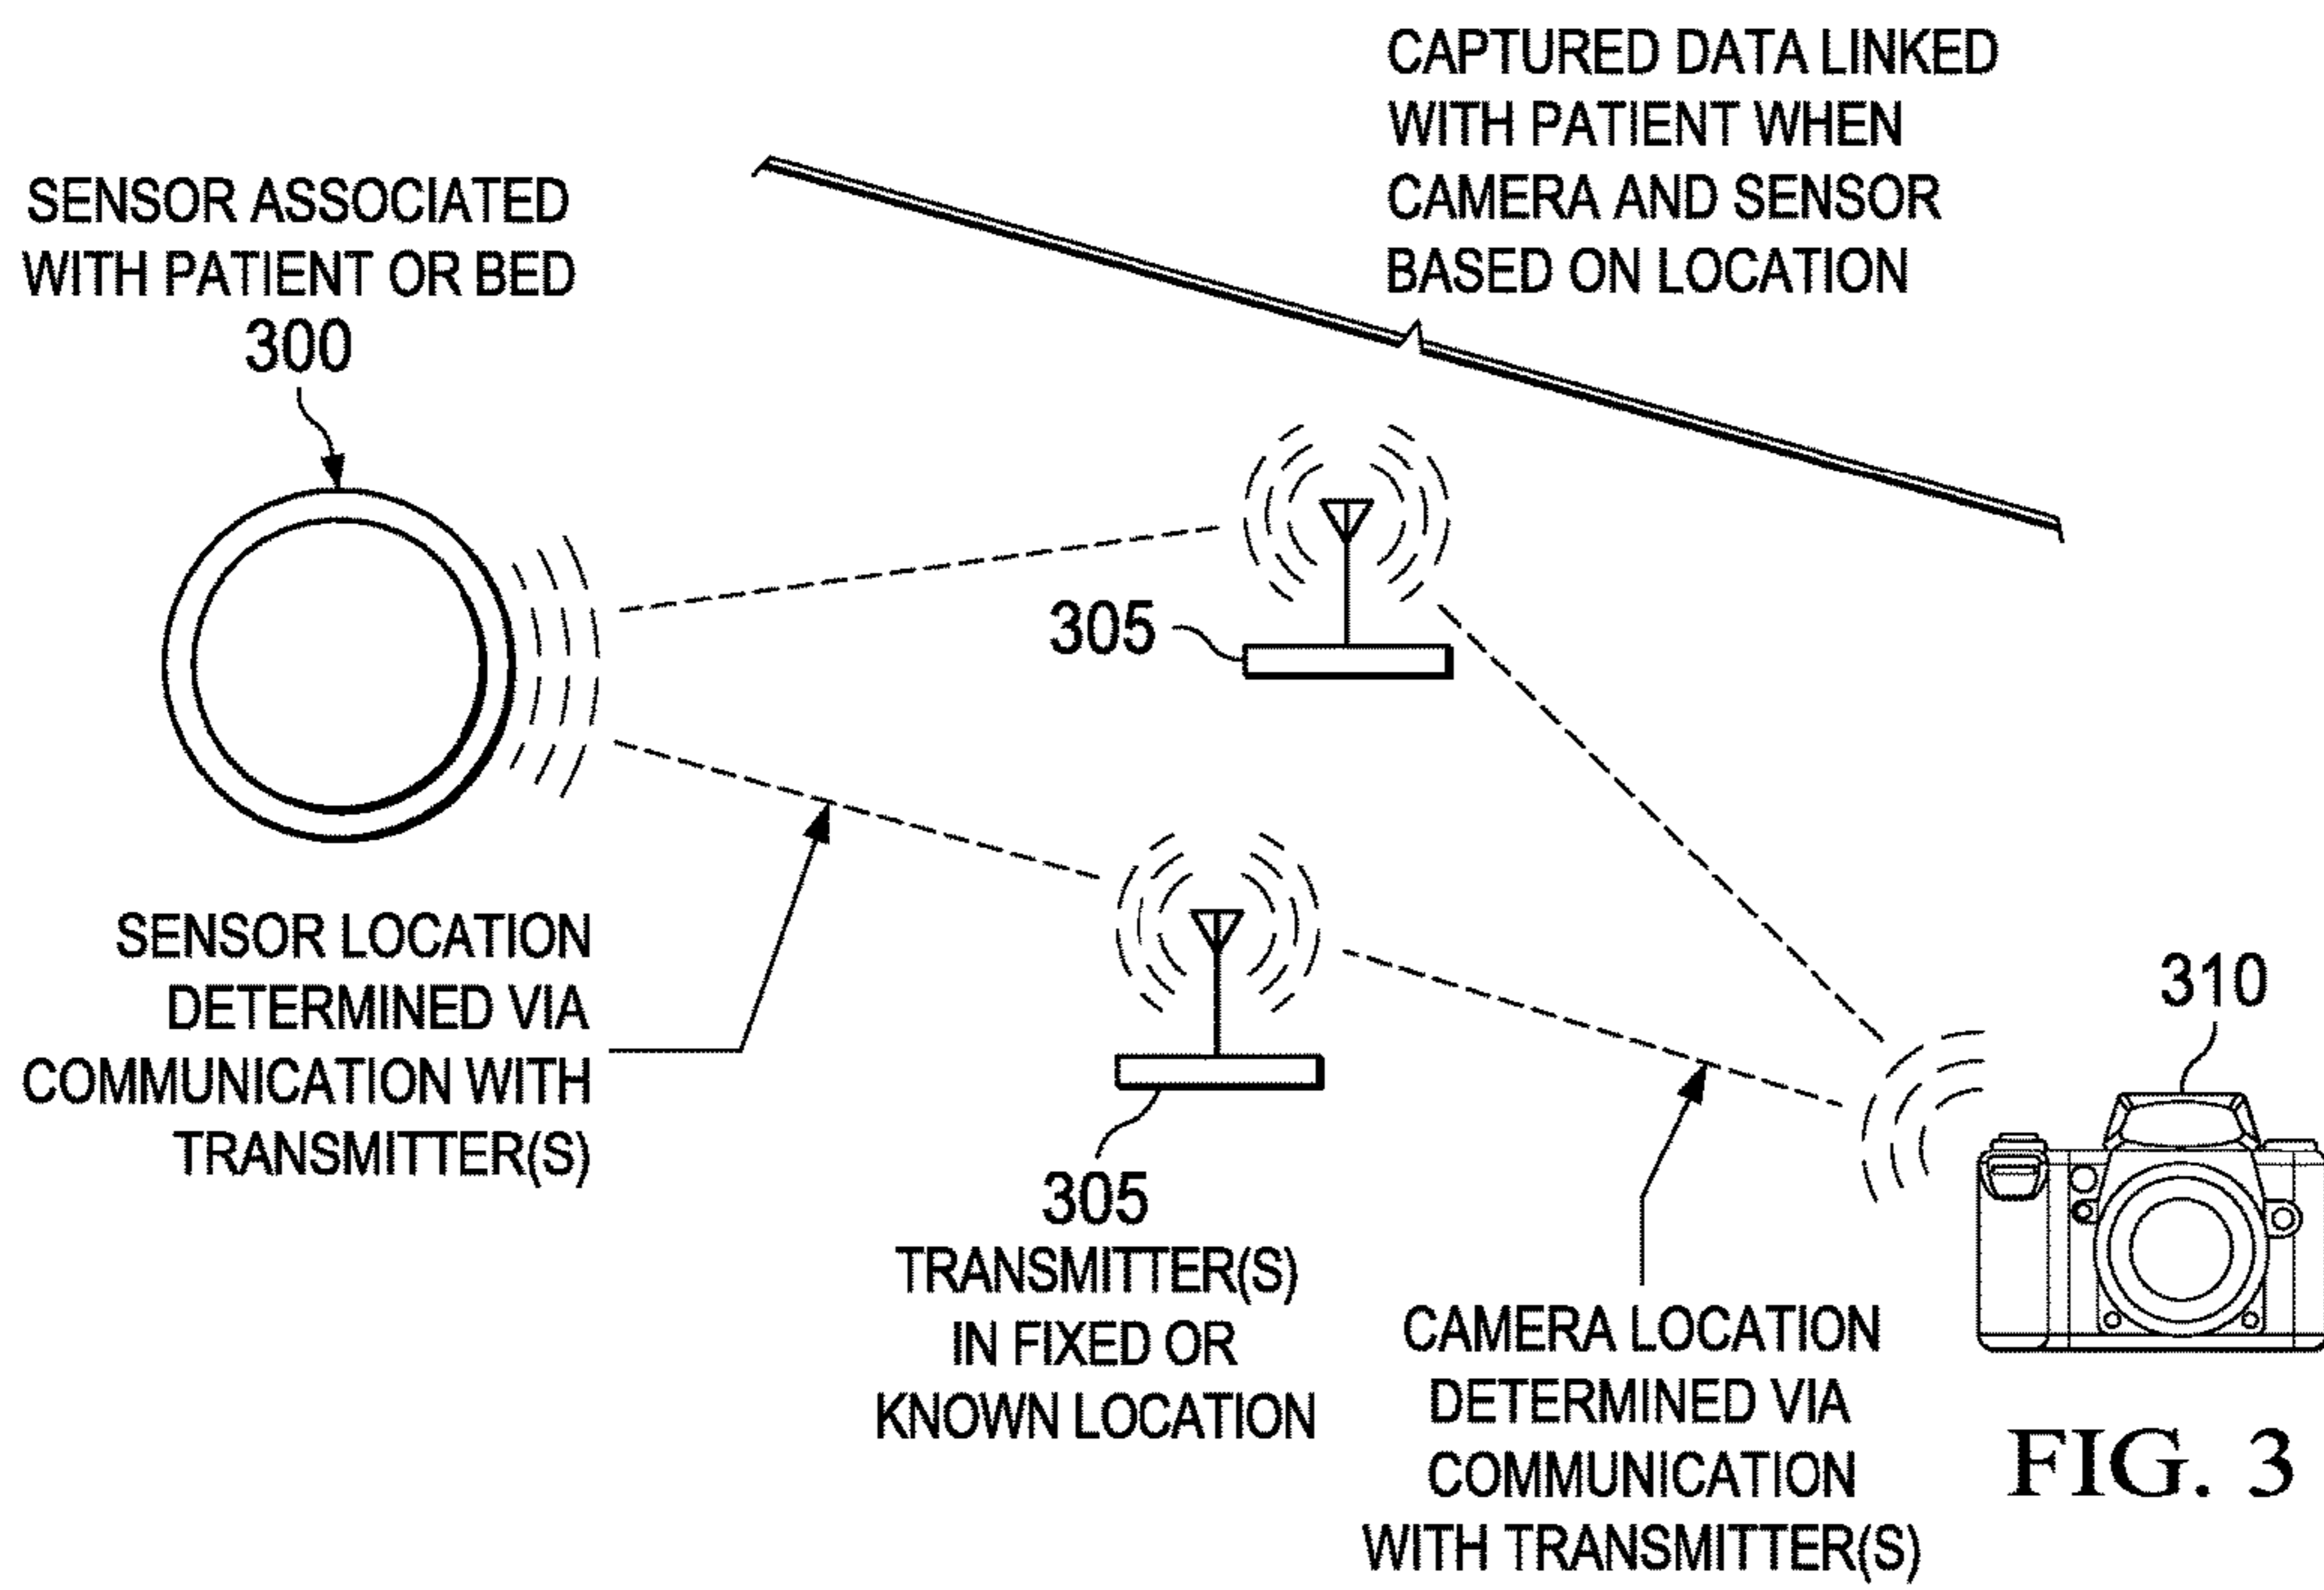 CAPTURED DATA LINKED
WITH PATIENT WHEN
CAMERA AND SENSOR
BASED ON LOCATION
SENSOR ASSOCIATED
WITH PATIENT OR BED
300
305
SENSOR LOCATION
DETERMINED VIA
COMMUNICATION WITH
TRANSMITTER(S)
305
TRANSMITTER(S)
IN FIXED OR
KNOWN LOCATION
310
CAMERA LOCATION
DETERMINED VIA
COMMUNICATION
WITH TRANSMITTER(S)
FIG. 3